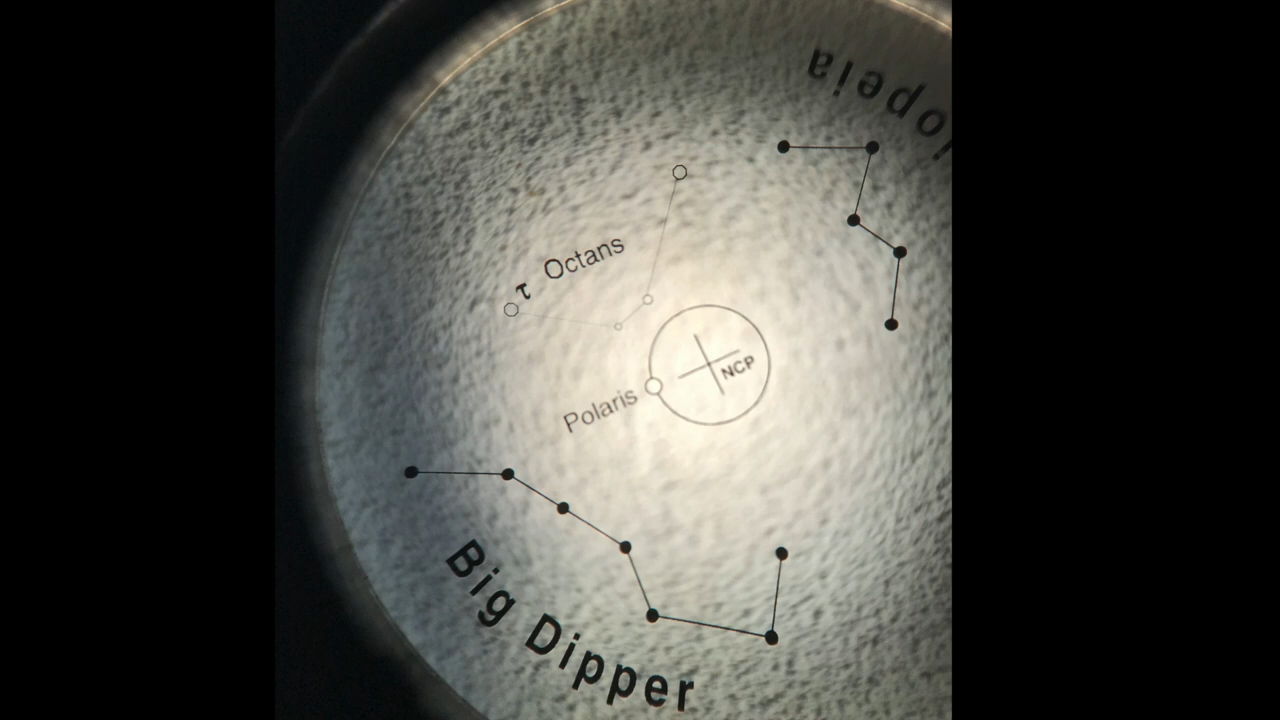 iopeia
τ Octans
NCP
Polaris
Big Dipper